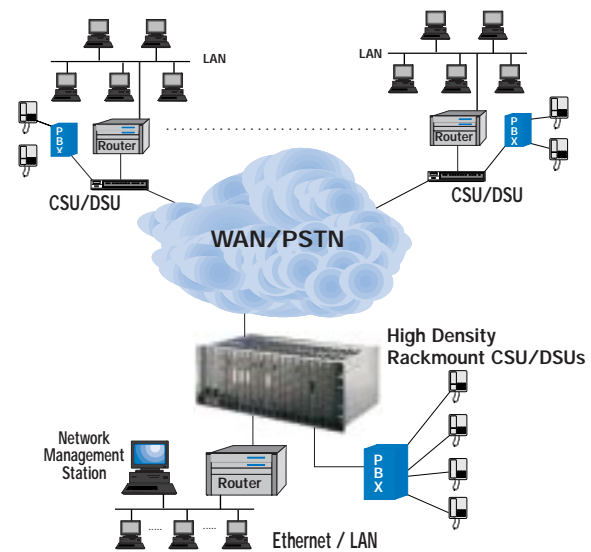 LAN
LAN
PBX
Router
Router
PBX
CSU/DSU
CSU/DSU
WAN/PSTN
High Density
Rackmount CSU/DSUs
Network
Management
Station
Router
PBX
Ethernet / LAN